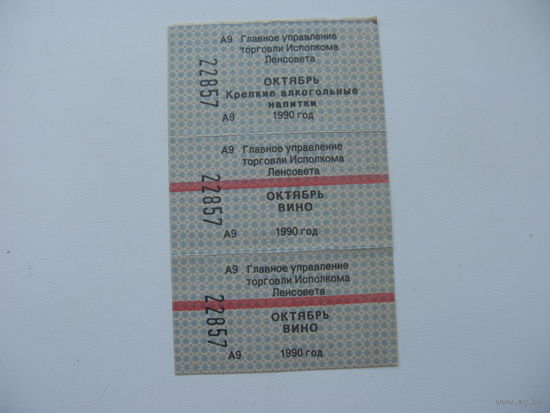 А9 Главное управление
торговли Исполкома
Ленсовета
22857
ОКТЯБРЬ
Крепкие алкогольные
напитки
А9 1990 год
А9 Главное управление
торговли Исполкома
Ленсовета
22857
ОКТЯБРЬ
ВИНО
А9 1990 год
А9 Главное управление
торговли Исполкома
Ленсовета
22857
ОКТЯБРЬ
ВИНО
А9 1990 год
www.ay.by